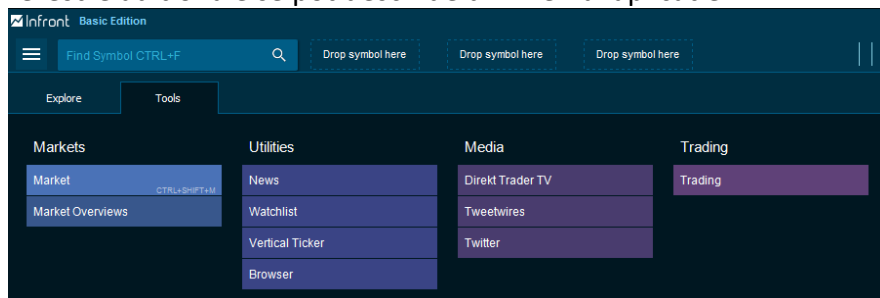 Infront Basic Edition
Find Symbol CTRL+F
Drop symbol here Drop symbol here Drop symbol here
Explore Tools
Markets Utilities Media Trading
Market CTRL+SHIFT+M News Direkt Trader TV Trading
Market Overviews Watchlist Tweetwires
Vertical Ticker Twitter
Browser